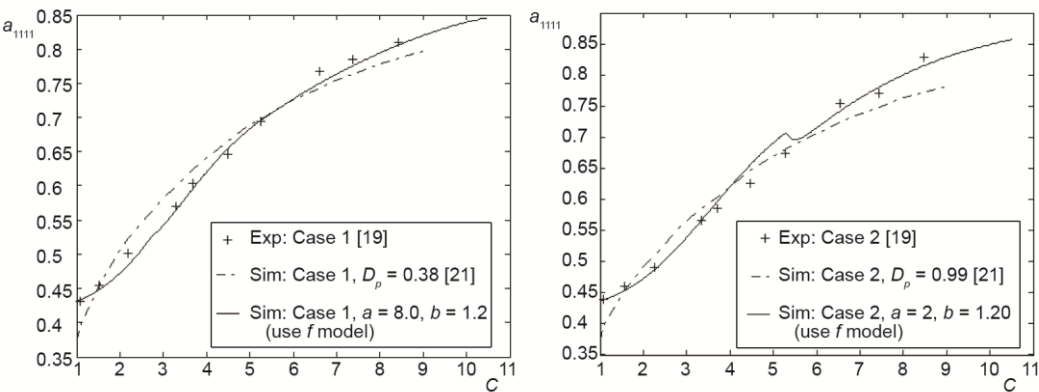 a1111
0.85
0.8
0.75
0.7
0.65
0.6
0.55
0.5
0.45
0.4
0.35
1 2 3 4 5 6 7 8 9 10 11
C
Exp: Case 1 [19]
Sim: Case 1, Dp = 0.38 [21]
Sim: Case 1, a = 8.0, b = 1.2
(use f model)
a1111
0.85
0.8
0.75
0.7
0.65
0.6
0.55
0.5
0.45
0.4
0.35
1 2 3 4 5 6 7 8 9 10 11
C
Exp: Case 2 [19]
Sim: Case 2, Dp = 0.99 [21]
Sim: Case 2, a = 2, b = 1.20
(use f model)